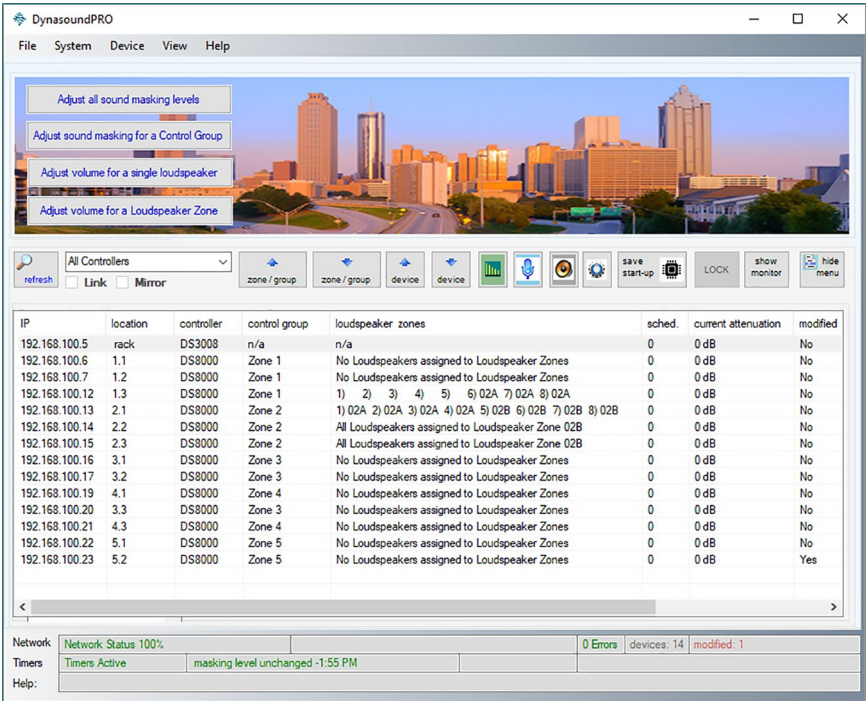 DynasoundPRO
File System Device View Help
Adjust all sound masking levels
Adjust sound masking for a Control Group
Adjust volume for a single loudspeaker
Adjust volume for a Loudspeaker Zone
refresh
All Controllers
Link Mirror
zone / group
zone / group
device
device
save
start-up
LOCK
show
monitor
hide
menu
IP location controller control group loudspeaker zones sched. current attenuation modified
192.168.100.5 rack DS3008 n/a n/a 0 0 dB No
192.168.100.6 1.1 DS8000 Zone 1 No Loudspeakers assigned to Loudspeaker Zones 0 0 dB No
192.168.100.7 1.2 DS8000 Zone 1 No Loudspeakers assigned to Loudspeaker Zones 0 0 dB No
192.168.100.12 1.3 DS8000 Zone 1 1) 2) 3) 4) 5) 6) 02A 7) 02A 8) 02A 0 0 dB No
192.168.100.13 2.1 DS8000 Zone 2 1) 02A 2) 02A 3) 02A 4) 02A 5) 02B 6) 02B 7) 02B 8) 02B 0 0 dB No
192.168.100.14 2.2 DS8000 Zone 2 All Loudspeakers assigned to Loudspeaker Zone 02B 0 0 dB No
192.168.100.15 2.3 DS8000 Zone 2 All Loudspeakers assigned to Loudspeaker Zone 02B 0 0 dB No
192.168.100.16 3.1 DS8000 Zone 3 No Loudspeakers assigned to Loudspeaker Zones 0 0 dB No
192.168.100.17 3.2 DS8000 Zone 3 No Loudspeakers assigned to Loudspeaker Zones 0 0 dB No
192.168.100.19 4.1 DS8000 Zone 4 No Loudspeakers assigned to Loudspeaker Zones 0 0 dB No
192.168.100.20 3.3 DS8000 Zone 3 No Loudspeakers assigned to Loudspeaker Zones 0 0 dB No
192.168.100.21 4.3 DS8000 Zone 4 No Loudspeakers assigned to Loudspeaker Zones 0 0 dB No
192.168.100.22 5.1 DS8000 Zone 5 No Loudspeakers assigned to Loudspeaker Zones 0 0 dB No
192.168.100.23 5.2 DS8000 Zone 5 No Loudspeakers assigned to Loudspeaker Zones 0 0 dB Yes
Network Network Status 100% 0 Errors devices: 14 modified: 1
Timers Timers Active masking level unchanged -1:55 PM
Help: